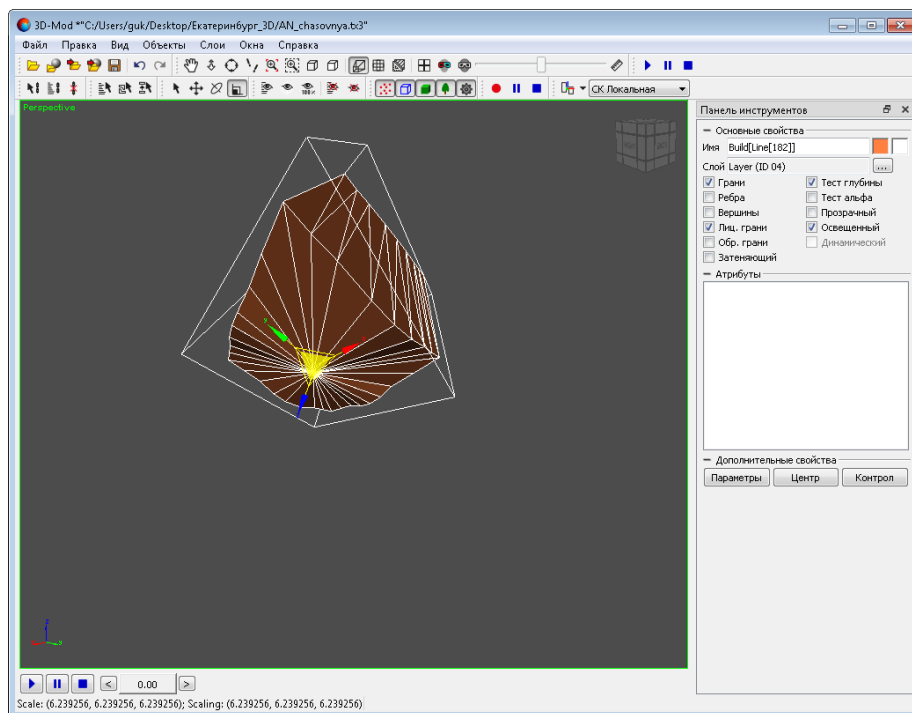 3D-Mod *"C:/Users/guk/Desktop/Екатеринбург_3D/AN_chasovnya.tx3"
Файл Правка Вид Объекты Слои Окна Справка
СК Локальная
Perspective
Панель инструментов
Основные свойства
Имя Build[Line[182]]
Слой Layer (ID 04) ...
Грани Тест глубины
Ребра Тест альфа
Вершины Прозрачный
Лиц. грани Освещенный
Обр. грани Динамический
Затеняющий
Атрибуты
Дополнительные свойства
Параметры Центр Контрол
y
z
x y
< 0.00 >
Scale: (6.239256, 6.239256, 6.239256); Scaling: (6.239256, 6.239256, 6.239256)